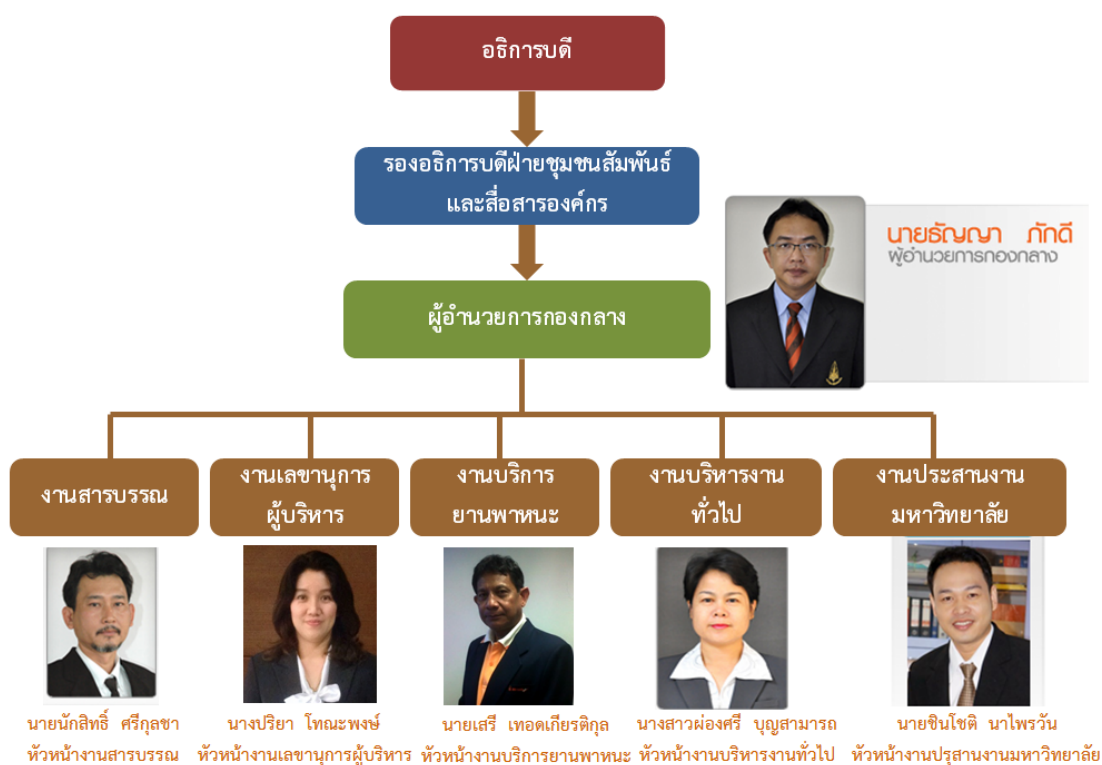 อธิการบดี
รองอธิการบดีฝ่ายชุมชนสัมพันธ์
และสื่อสารองค์กร
นายธัญญา ภักดี
ผู้อำนวยการกองกลาง
ผู้อำนวยการกองกลาง
งานสารบรรณ
งานเลขานุการ
ผู้บริหาร
งานบริการ
ยานพาหนะ
งานบริหารงาน
ทั่วไป
งานประสานงาน
มหาวิทยาลัย
นายนักสิทธิ์ ศรีกุลชา
หัวหน้างานสารบรรณ
นางปริยา โทณะพงษ์
หัวหน้างานเลขานุการผู้บริหาร
นายเสรี เทอดเกียรติกุล
หัวหน้างานบริการยานพาหนะ
นางสาวผ่องศรี บุญสามารถ
หัวหน้างานบริหารงานทั่วไป
นายชินโชติ นาไพรวัน
หัวหน้างานปรุสานงานมหาวิทยาลัย